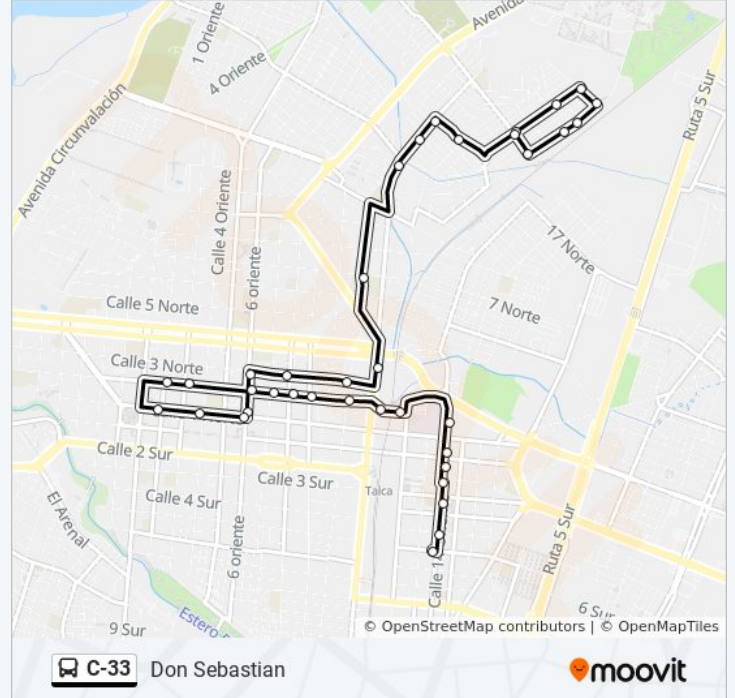 Avenida
1 Oriente
4 Oriente
Avenida Circunvalación
Ruta 5 Sur
Calle 4 Oriente
6 oriente
17 Norte
7 Norte
Calle 5 Norte
Calle 3 Norte
Calle 2 Sur
Calle 3 Sur
Talca
Calle 4 Sur
El Arenal
6 oriente
Ruta 5 Sur
Calle 1
9 Sur
Estero
6 Sur
© OpenStreetMap contributors | © OpenMapTiles
C-33 Don Sebastian
moovit